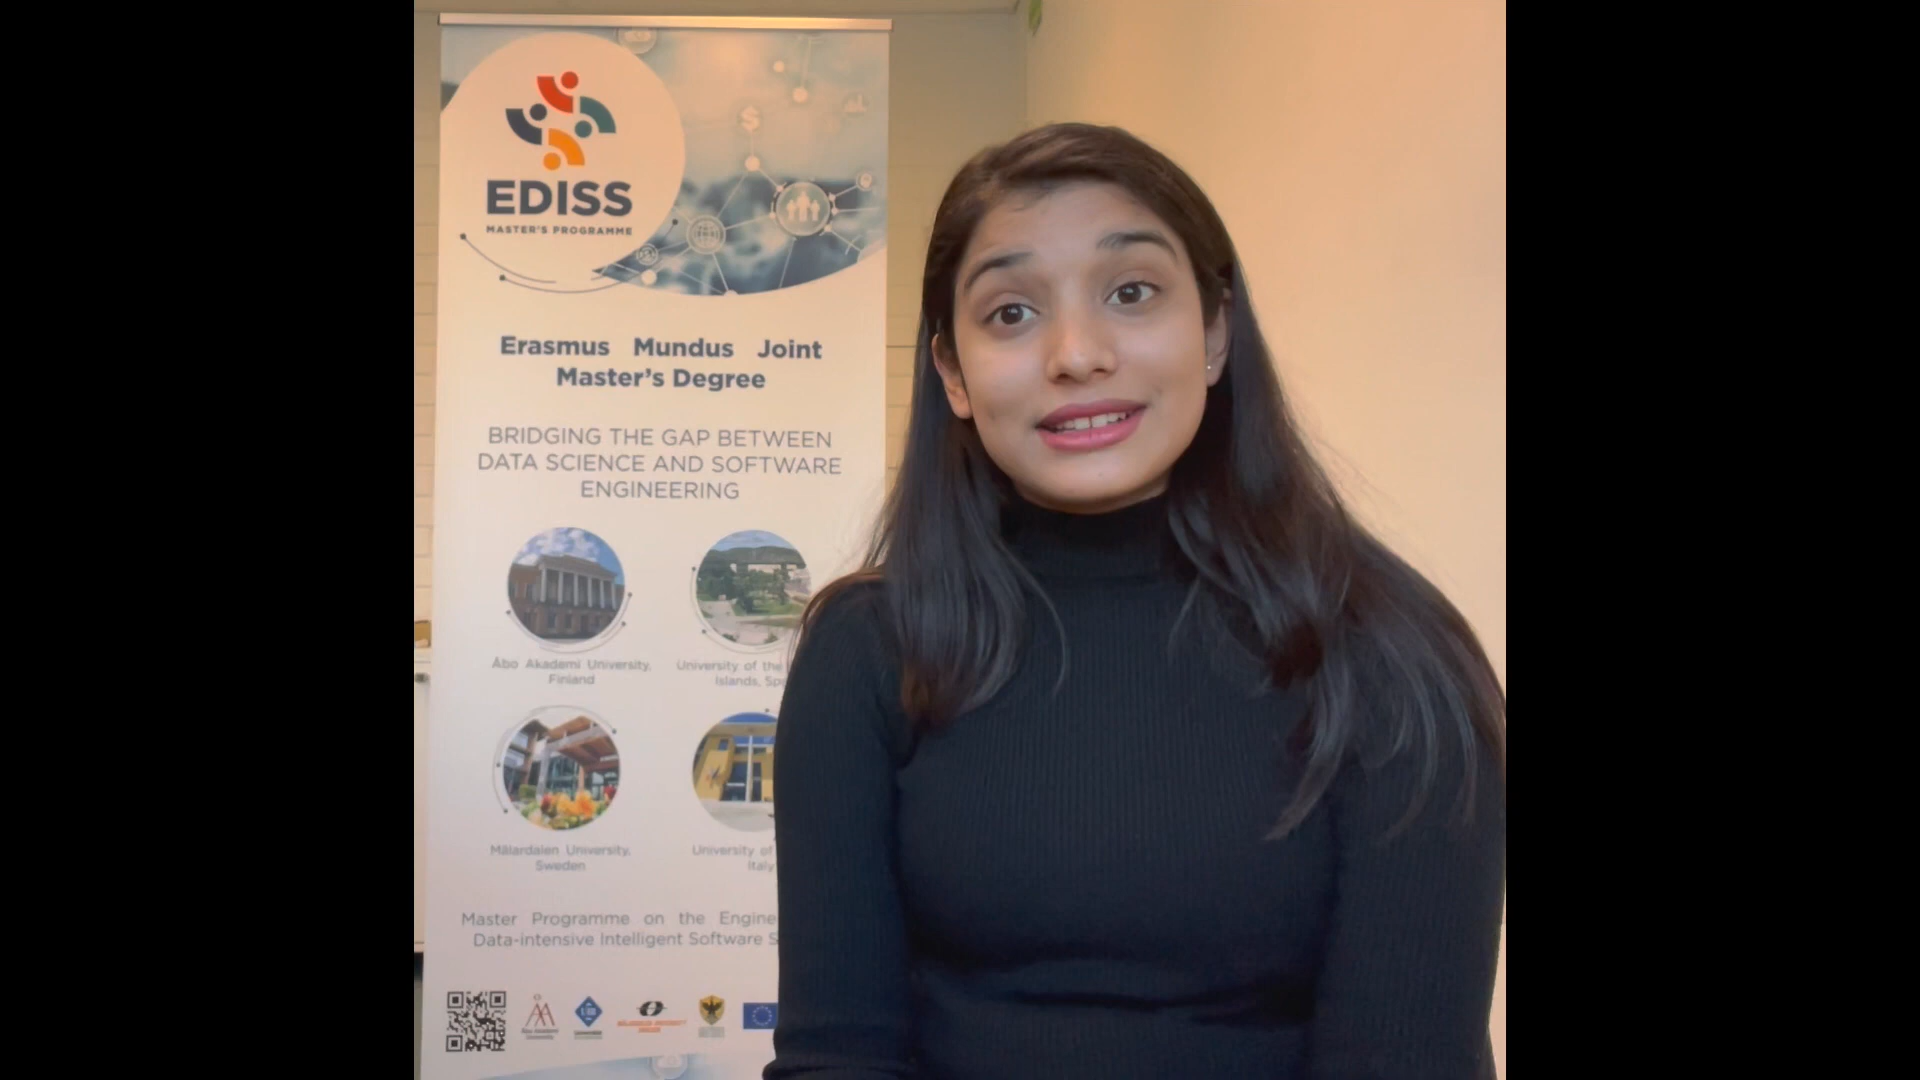 EDISS
MASTER'S PROGRAMME
Erasmus Mundus Joint
Master's Degree
BRIDGING THE GAP BETWEEN
DATA SCIENCE AND SOFTWARE
ENGINEERING
Åbo Akademi University,
Finland
University of the
Islands,
Mälardalen University,
Sweden
University of
Italy
Master Programme on the
Data-intensive Intelligent Software